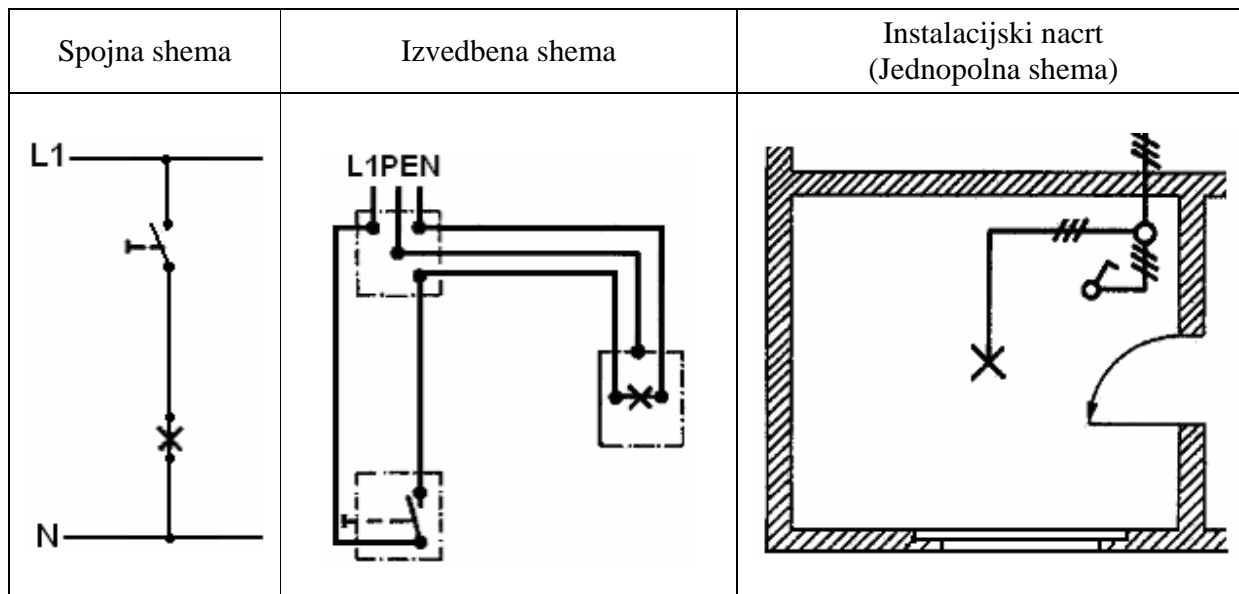 Spojna shema
Izvedbena shema
Instalacijski nacrt
(Jednopolna shema)
L1
N
L1PEN